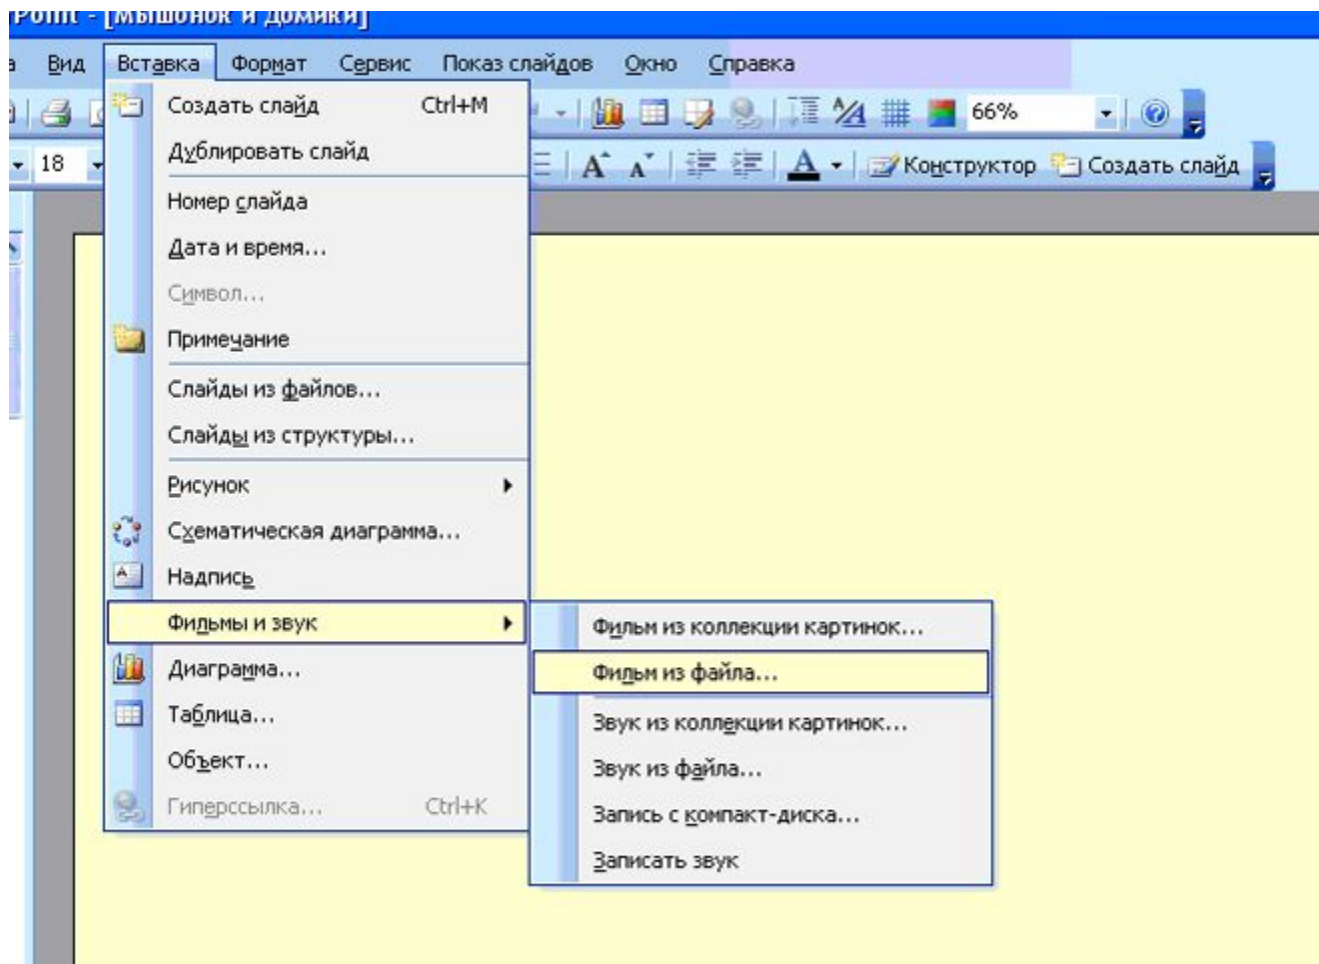 Point - [Мышонок и домики]
Вид Вставка Формат Сервис Показ слайдов Окно Справка
66%
18 Конструктор Создать слайд
Создать слайд Ctrl+M
Дублировать слайд
Номер слайда
Дата и время...
Символ...
Примечание
Слайды из файлов...
Слайды из структуры...
Рисунок
Схематическая диаграмма...
Надпись
Фильмы и звук
Диаграмма...
Таблица...
Объект...
Гиперссылка... Ctrl+K
Фильм из коллекции картинок...
Фильм из файла...
Звук из коллекции картинок...
Звук из файла...
Запись с компакт-диска...
Записать звук